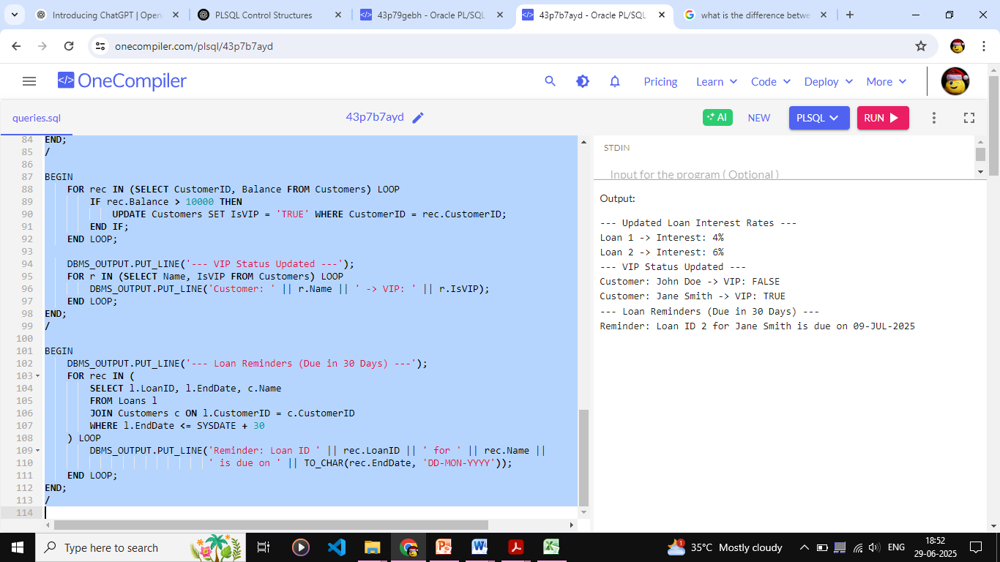 Introducing ChatGPT | Open
PLSQL Control Structures
43p79gebh - Oracle PL/SQL
43p7b7ayd - Oracle PL/SQL
what is the difference betwe
onecompiler.com/plsql/43p7b7ayd
</> OneCompiler
Pricing
Learn
Code
Deploy
More
queries.sql
43p7b7ayd
AI
NEW
PLSQL
RUN
84 END;
85 /
86
87 BEGIN
88     FOR rec IN (SELECT CustomerID, Balance FROM Customers) LOOP
89         IF rec.Balance > 10000 THEN
90             UPDATE Customers SET IsVIP = 'TRUE' WHERE CustomerID = rec.CustomerID;
91         END IF;
92     END LOOP;
93
94     DBMS_OUTPUT.PUT_LINE('--- VIP Status Updated ---');
95     FOR r IN (SELECT Name, IsVIP FROM Customers) LOOP
96         DBMS_OUTPUT.PUT_LINE('Customer: ' || r.Name || ' -> VIP: ' || r.IsVIP);
97     END LOOP;
98 END;
99 /
100
101 BEGIN
102     DBMS_OUTPUT.PUT_LINE('--- Loan Reminders (Due in 30 Days) ---');
103     FOR rec IN (
104         SELECT l.LoanID, l.EndDate, c.Name
105         FROM Loans l
106         JOIN Customers c ON l.CustomerID = c.CustomerID
107         WHERE l.EndDate <= SYSDATE + 30
108     ) LOOP
109         DBMS_OUTPUT.PUT_LINE('Reminder: Loan ID ' || rec.LoanID || ' for ' || rec.Name ||
110                              ' is due on ' || TO_CHAR(rec.EndDate, 'DD-MON-YYYY'));
111     END LOOP;
112 END;
113 /
114
STDIN
Input for the program ( Optional )
Output:
--- Updated Loan Interest Rates ---
Loan 1 -> Interest: 4%
Loan 2 -> Interest: 6%
--- VIP Status Updated ---
Customer: John Doe -> VIP: FALSE
Customer: Jane Smith -> VIP: TRUE
--- Loan Reminders (Due in 30 Days) ---
Reminder: Loan ID 2 for Jane Smith is due on 09-JUL-2025
Type here to search
1
35°C Mostly cloudy
ENG
18:52
29-06-2025